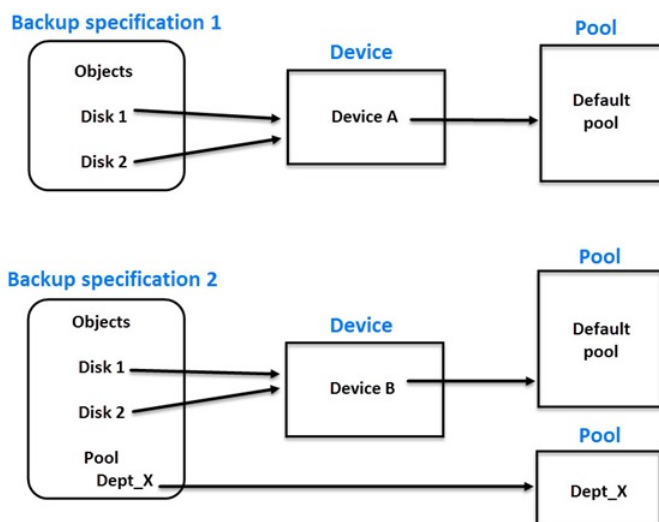 Backup specification 1
Device
Pool
Objects
Disk 1
Disk 2
Device A
Default
pool
Backup specification 2
Device
Pool
Objects
Disk 1
Disk 2
Pool
Dept_X
Device B
Default
pool
Pool
Dept_X